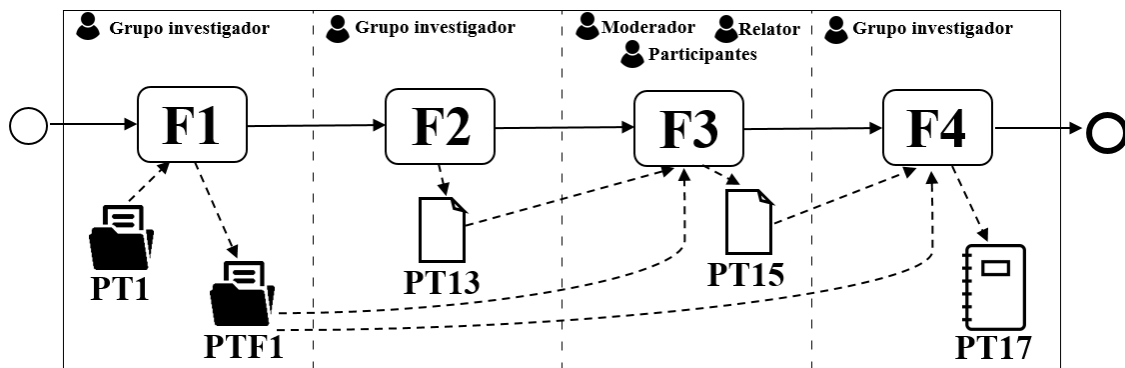 Grupo investigador
Grupo investigador
Moderador
Relator
Participantes
Grupo investigador
F1
F2
F3
F4
PT1
PTF1
PT13
PT15
PT17